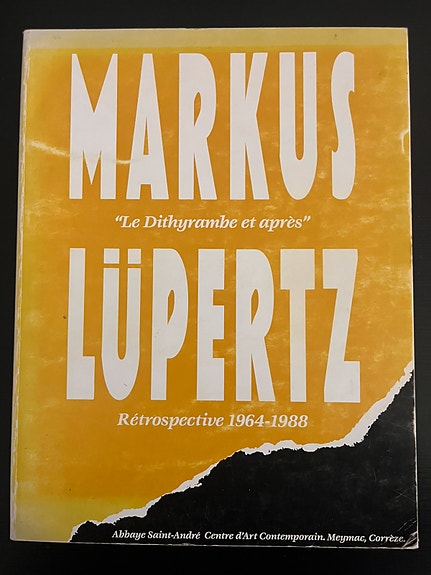 MARKUS
“Le Dithyrambe et après”
LÜPERTZ
Rétrospective 1964-1988
Abbaye Saint-André Centre d'Art Contemporain. Meymac, Corrèze.